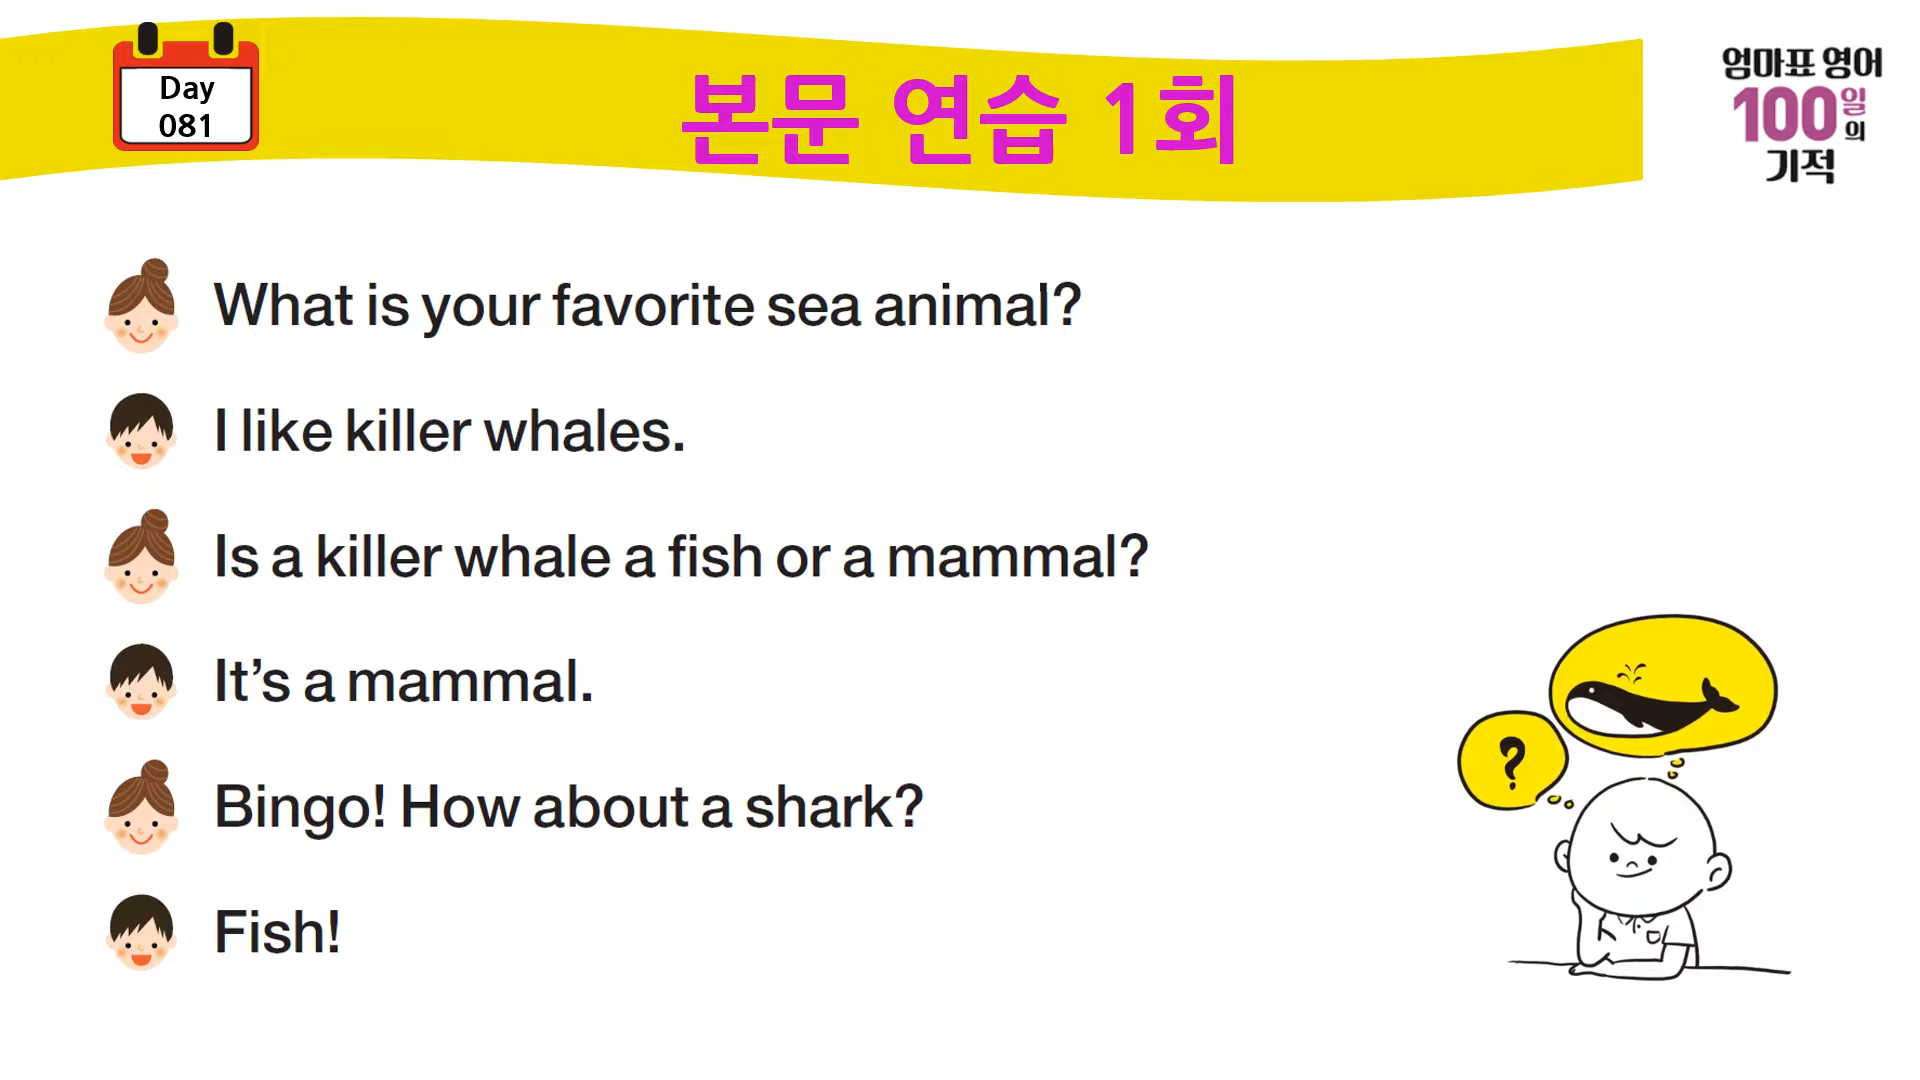 Day
081
본문 연습 1회
엄마표 영어
100일의
기적
What is your favorite sea animal?
I like killer whales.
Is a killer whale a fish or a mammal?
It’s a mammal.
Bingo! How about a shark?
Fish!
?